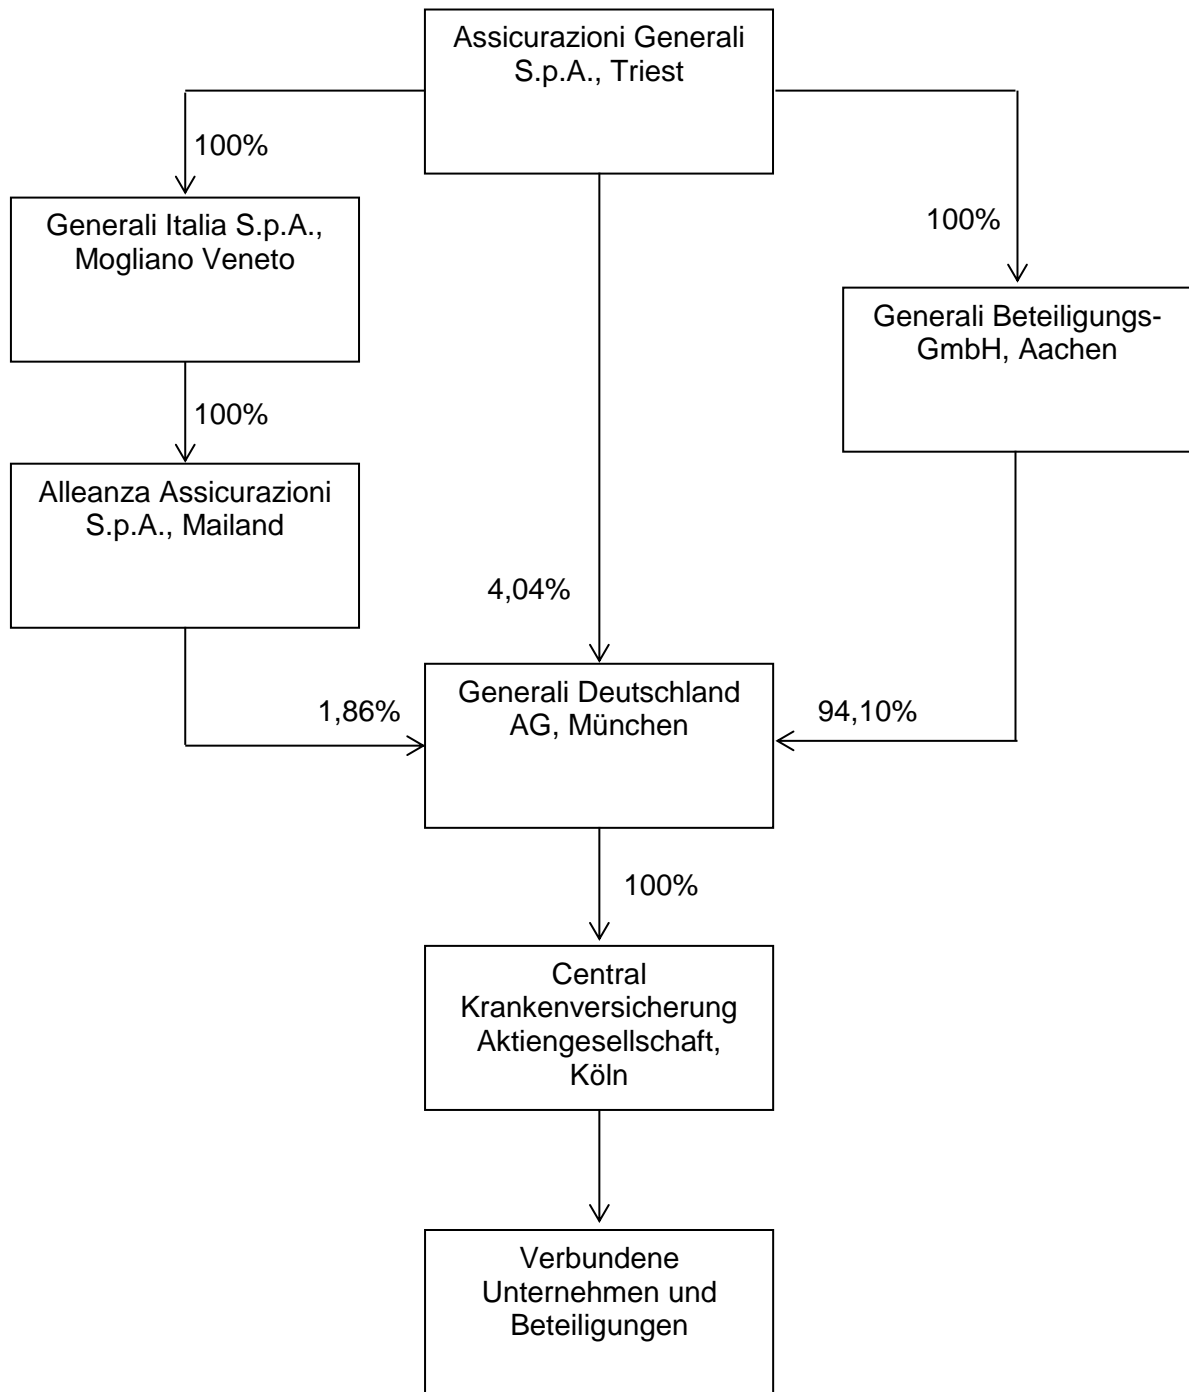 Assicurazioni Generali
S.p.A., Triest
100%
Generali Italia S.p.A.,
Mogliano Veneto
100%
Generali Beteiligungs-
GmbH, Aachen
100%
Alleanza Assicurazioni
S.p.A., Mailand
4,04%
1,86%
Generali Deutschland
AG, München
94,10%
100%
Central
Krankenversicherung
Aktiengesellschaft,
Köln
Verbundene
Unternehmen und
Beteiligungen